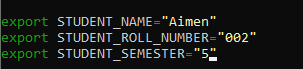 export STUDENT_NAME="Aimen"
export STUDENT_ROLL_NUMBER="002"
export STUDENT_SEMESTER="5"